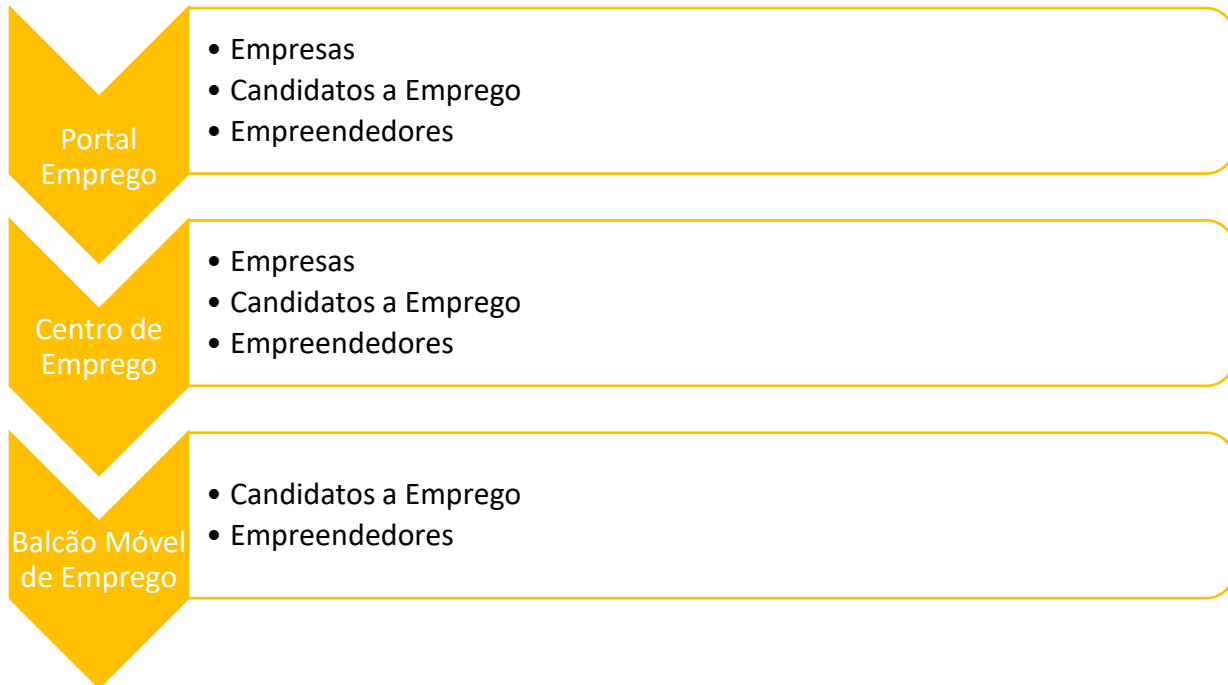 Portal
Emprego
• Empresas
• Candidatos a Emprego
• Empreendedores
Centro de
Emprego
• Empresas
• Candidatos a Emprego
• Empreendedores
Balcão Móvel
de Emprego
• Candidatos a Emprego
• Empreendedores